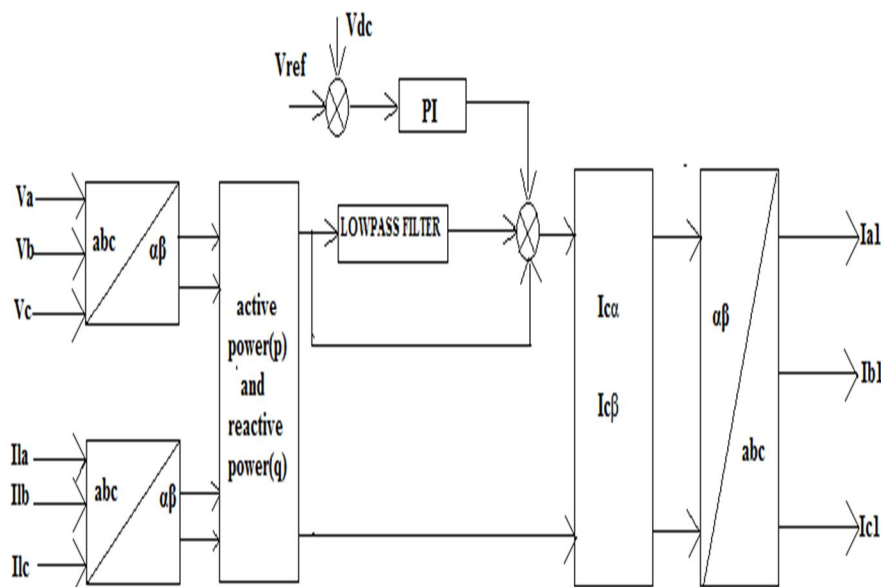 Vdc
Vref
PI
Va
Vb
Vc
abc
αβ
LOWPASS FILTER
active
power(p)
and
reactive
power(q)
Icα
Icβ
αβ
abc
Ia1
Ib1
Ic1
Ila
Ilb
Ilc
abc
αβ